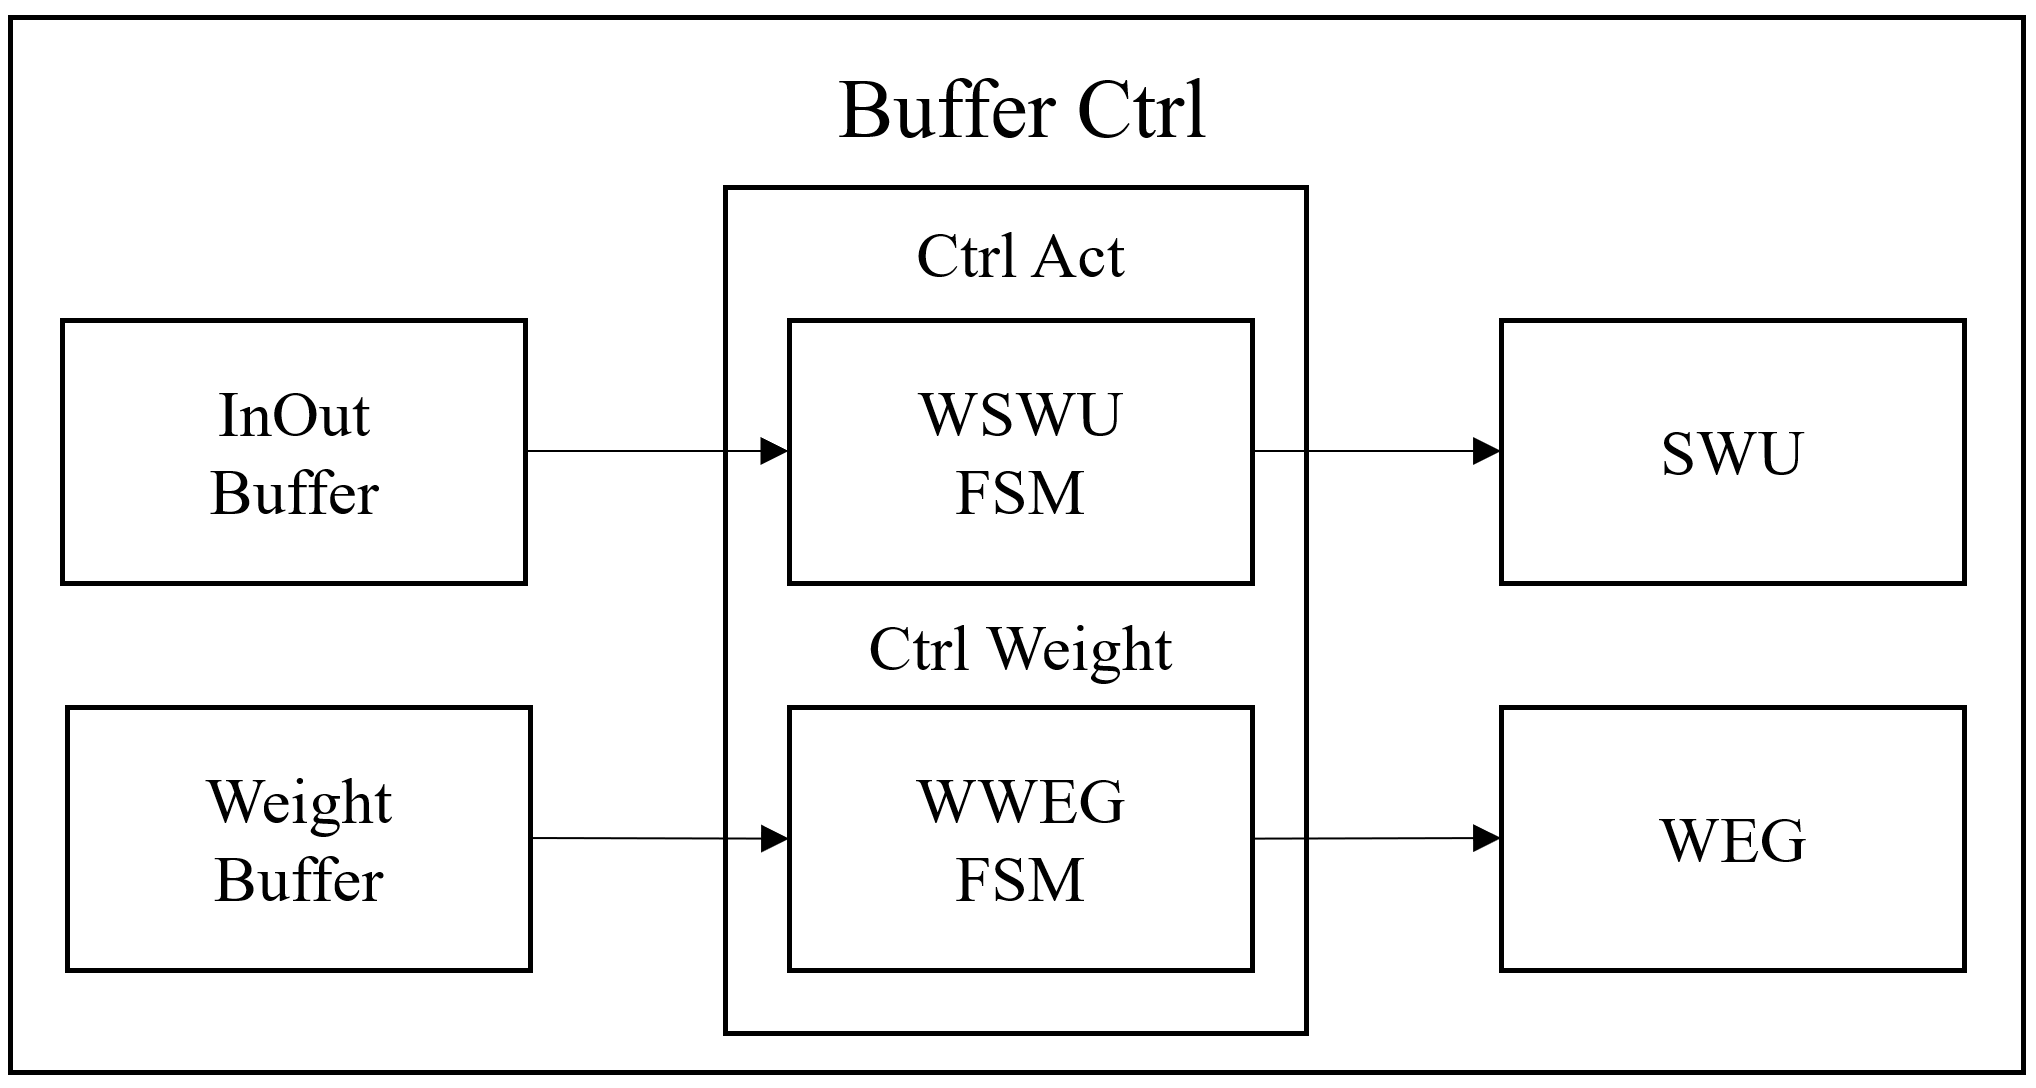 Buffer Ctrl
Ctrl Act
InOut
Buffer
WSWU
FSM
SWU
Ctrl Weight
Weight
Buffer
WWEG
FSM
WEG